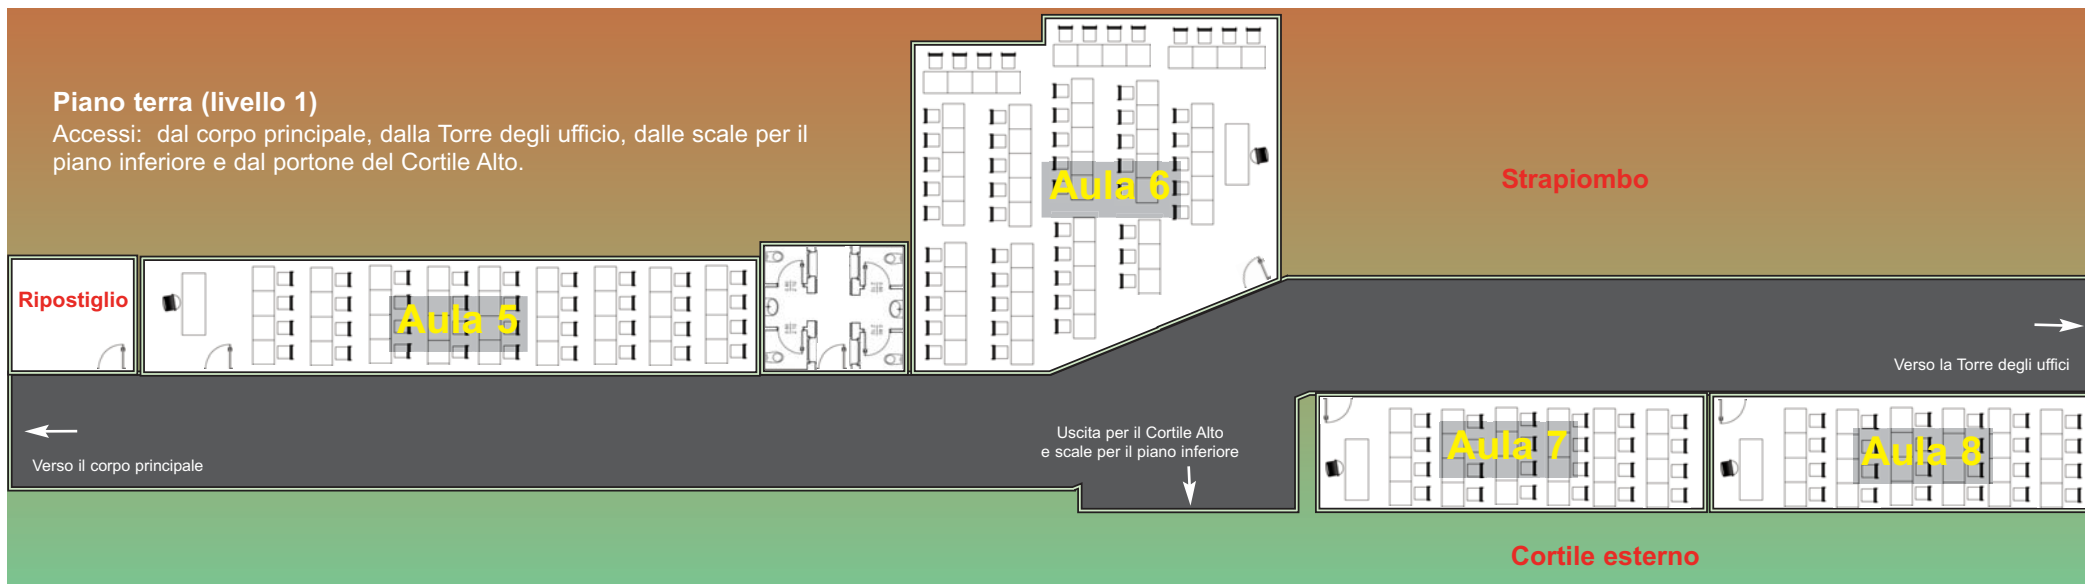 Piano terra (livello 1)
Accessi: dal corpo principale, dalla Torre degli ufficio, dalle scale per il
piano inferiore e dal portone del Cortile Alto.
Aula 6
Strapiombo
Ripostiglio
Aula 5
Verso la Torre degli uffici
Uscita per il Cortile Alto
e scale per il piano inferiore
Verso il corpo principale
Aula 7
Aula 8
Cortile esterno